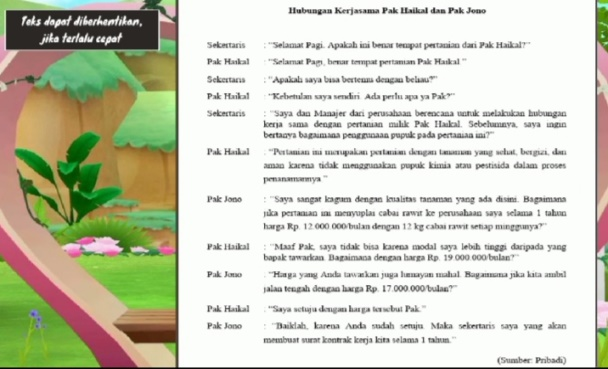 Teks dapat diberhentikan,
jika terlalu cepat
Hubungan Kerjasama Pak Haikal dan Pak Jono
Sekertaris : "Selamat Pagi. Apakah ini benar tempat pertanian dari Pak Haikal?"
Pak Haikal : "Selamat Pagi, benar tempat pertanian Pak Haikal."
Sekertaris : "Apakah saya bisa bertemu dengan beliau?"
Pak Haikal : "Kebetulan saya sendiri. Ada perlu apa ya Pak?"
Sekertaris : "Saya dan Manajer dari perusahaan berencana untuk melakukan hubungan
kerja sama dengan pertanian milik Pak Haikal. Sebelumnya, saya ingin
bertanya bagaimana penggunaan pupuk pada pertanian ini?"
Pak Haikal : "Pertanian ini merupakan pertanian dengan tanaman yang sehat, bergizi, dan
aman karena tidak menggunakan pupuk kimia atau pestisida dalam proses
penanamannya."
Pak Jono : "Saya sangat kagum dengan kualitas tanaman yang ada disini. Bagaimana
jika pertanian ini menyuplai cabai rawit ke perusahaan saya selama 1 tahun
harga Rp. 12.000.000/bulan dengan 12 kg cabai rawit setiap minggunya?"
Pak Haikal : "Maaf Pak, saya tidak bisa karena modal saya lebih tinggi daripada yang
bapak tawarkan. Bagaimana dengan harga Rp. 19.000.000/bulan?"
Pak Jono : "Harga yang Anda tawarkan juga lumayan mahal. Bagaimana jika kita ambil
jalan tengah dengan harga Rp. 17.000.000/bulan?"
Pak Haikal : "Saya setuju dengan harga tersebut Pak."
Pak Jono : "Baiklah, karena Anda sudah setuju. Maka sekertaris saya yang akan
membuat surat kontrak kerja kita selama 1 tahun."
(Sumber: Pribadi)